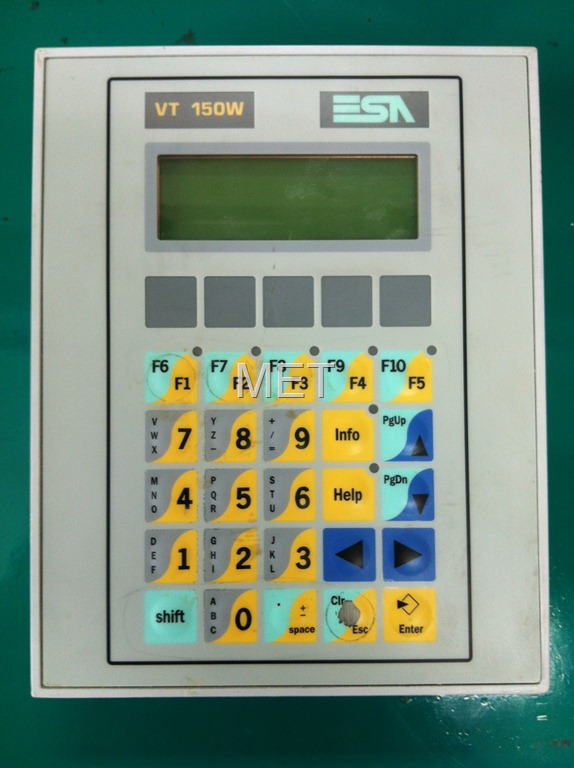 VT 150W ESA
F6 F1 F7 F2 F8 F3 F9 F4 F10 F5
MET
V W X 7 Y Z – 8 + / = 9 Info PgUp
M N O 4 P Q R 5 S T U 6 Help PgDn
D E F 1 G H I 2 J K L 3
shift A B C 0 . ± space Clr Esc Enter